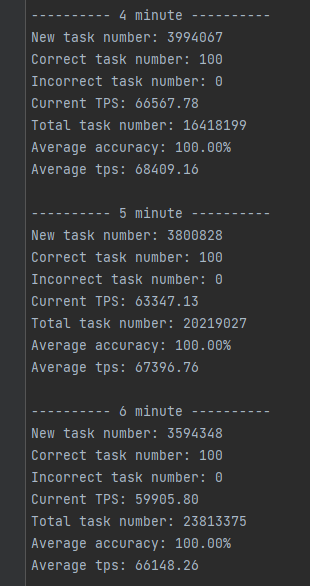 ---------- 4 minute ----------
New task number: 3994067
Correct task number: 100
Incorrect task number: 0
Current TPS: 66567.78
Total task number: 16418199
Average accuracy: 100.00%
Average tps: 68409.16
---------- 5 minute ----------
New task number: 3800828
Correct task number: 100
Incorrect task number: 0
Current TPS: 63347.13
Total task number: 20219027
Average accuracy: 100.00%
Average tps: 67396.76
---------- 6 minute ----------
New task number: 3594348
Correct task number: 100
Incorrect task number: 0
Current TPS: 59905.80
Total task number: 23813375
Average accuracy: 100.00%
Average tps: 66148.26